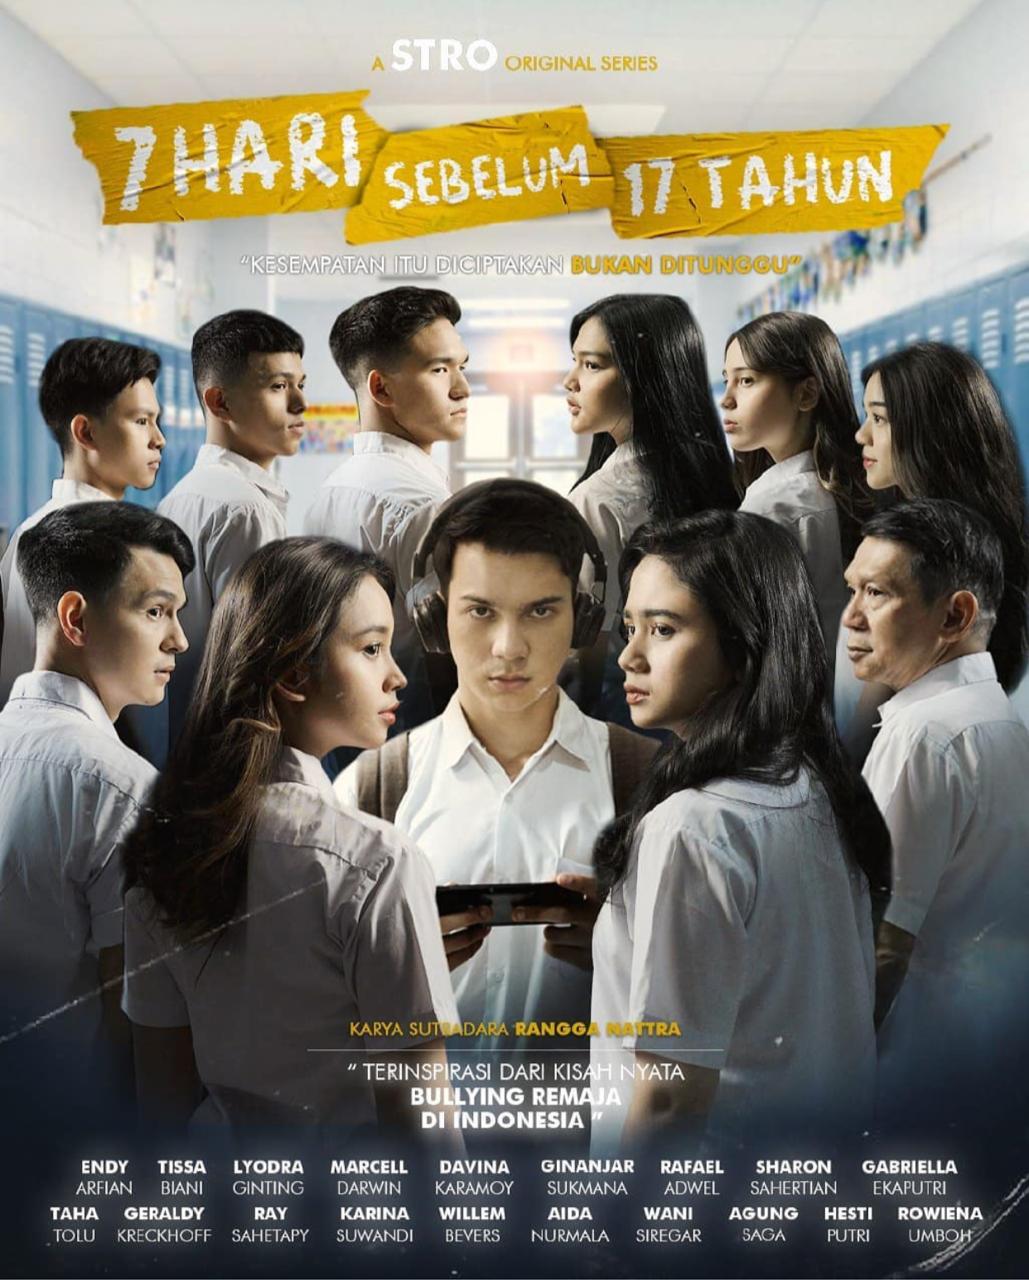 A STRO ORIGINAL SERIES
7 HARI SEBELUM 17 TAHUN
“KESEMPATAN ITU DICIPTAKAN BUKAN DITUNGGU”
KARYA SUTRADARA RANGGA NATTRA
“ TERINSPIRASI DARI KISAH NYATA
BULLYING REMAJA
DI INDONESIA ”
ENDY TISSA LYODRA MARCELL DAVINA GINANJAR RAFAEL SHARON GABRIELLA
ARFIAN BIANI GINTING DARWIN KARAMOY SUKMANA ADWEL SAHERTIAN EKAPUTRI
TAHA GERALDY RAY KARINA WILLEM AIDA WANI AGUNG HESTI ROWIENA
TOLU KRECKHOFF SAHETAPY SUWANDI BEVERS NURMALA SIREGAR SAGA PUTRI UMBOH